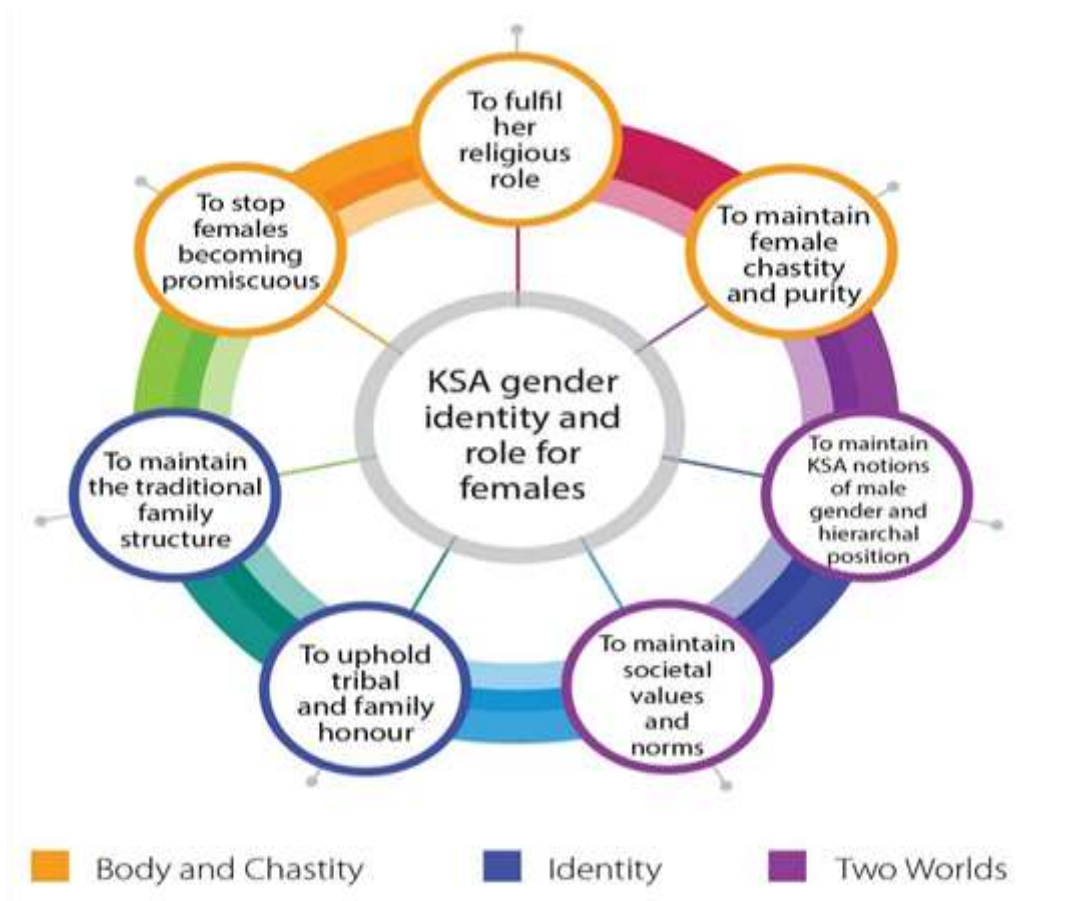 To fulfil
her
religious
role
To maintain
female
chastity
and purity
To maintain
KSA notions
of male
gender and
hierarchal
position
To maintain
societal
values
and
norms
To uphold
tribal
and family
honour
To maintain
the traditional
family
structure
To stop
females
becoming
promiscuous
KSA gender
identity and
role for
females
Body and Chastity
Identity
Two Worlds